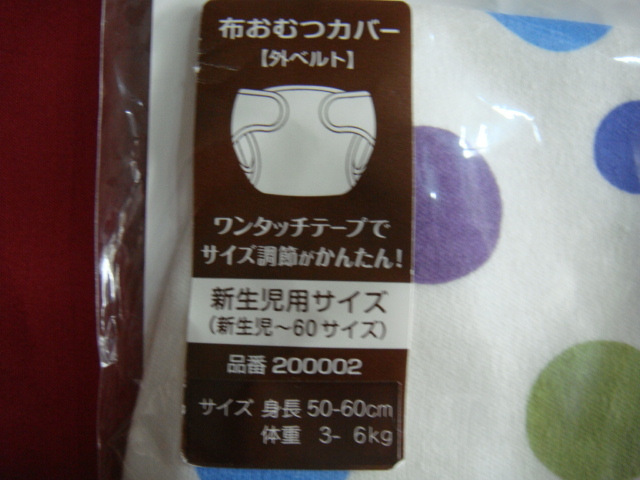 布おむつカバー
【外ベルト】
ワンタッチテープで
サイズ調節がかんたん!
新生児用サイズ
(新生児〜60サイズ)
品番 200002
サイズ 身長 50-60cm
体重 3- 6kg